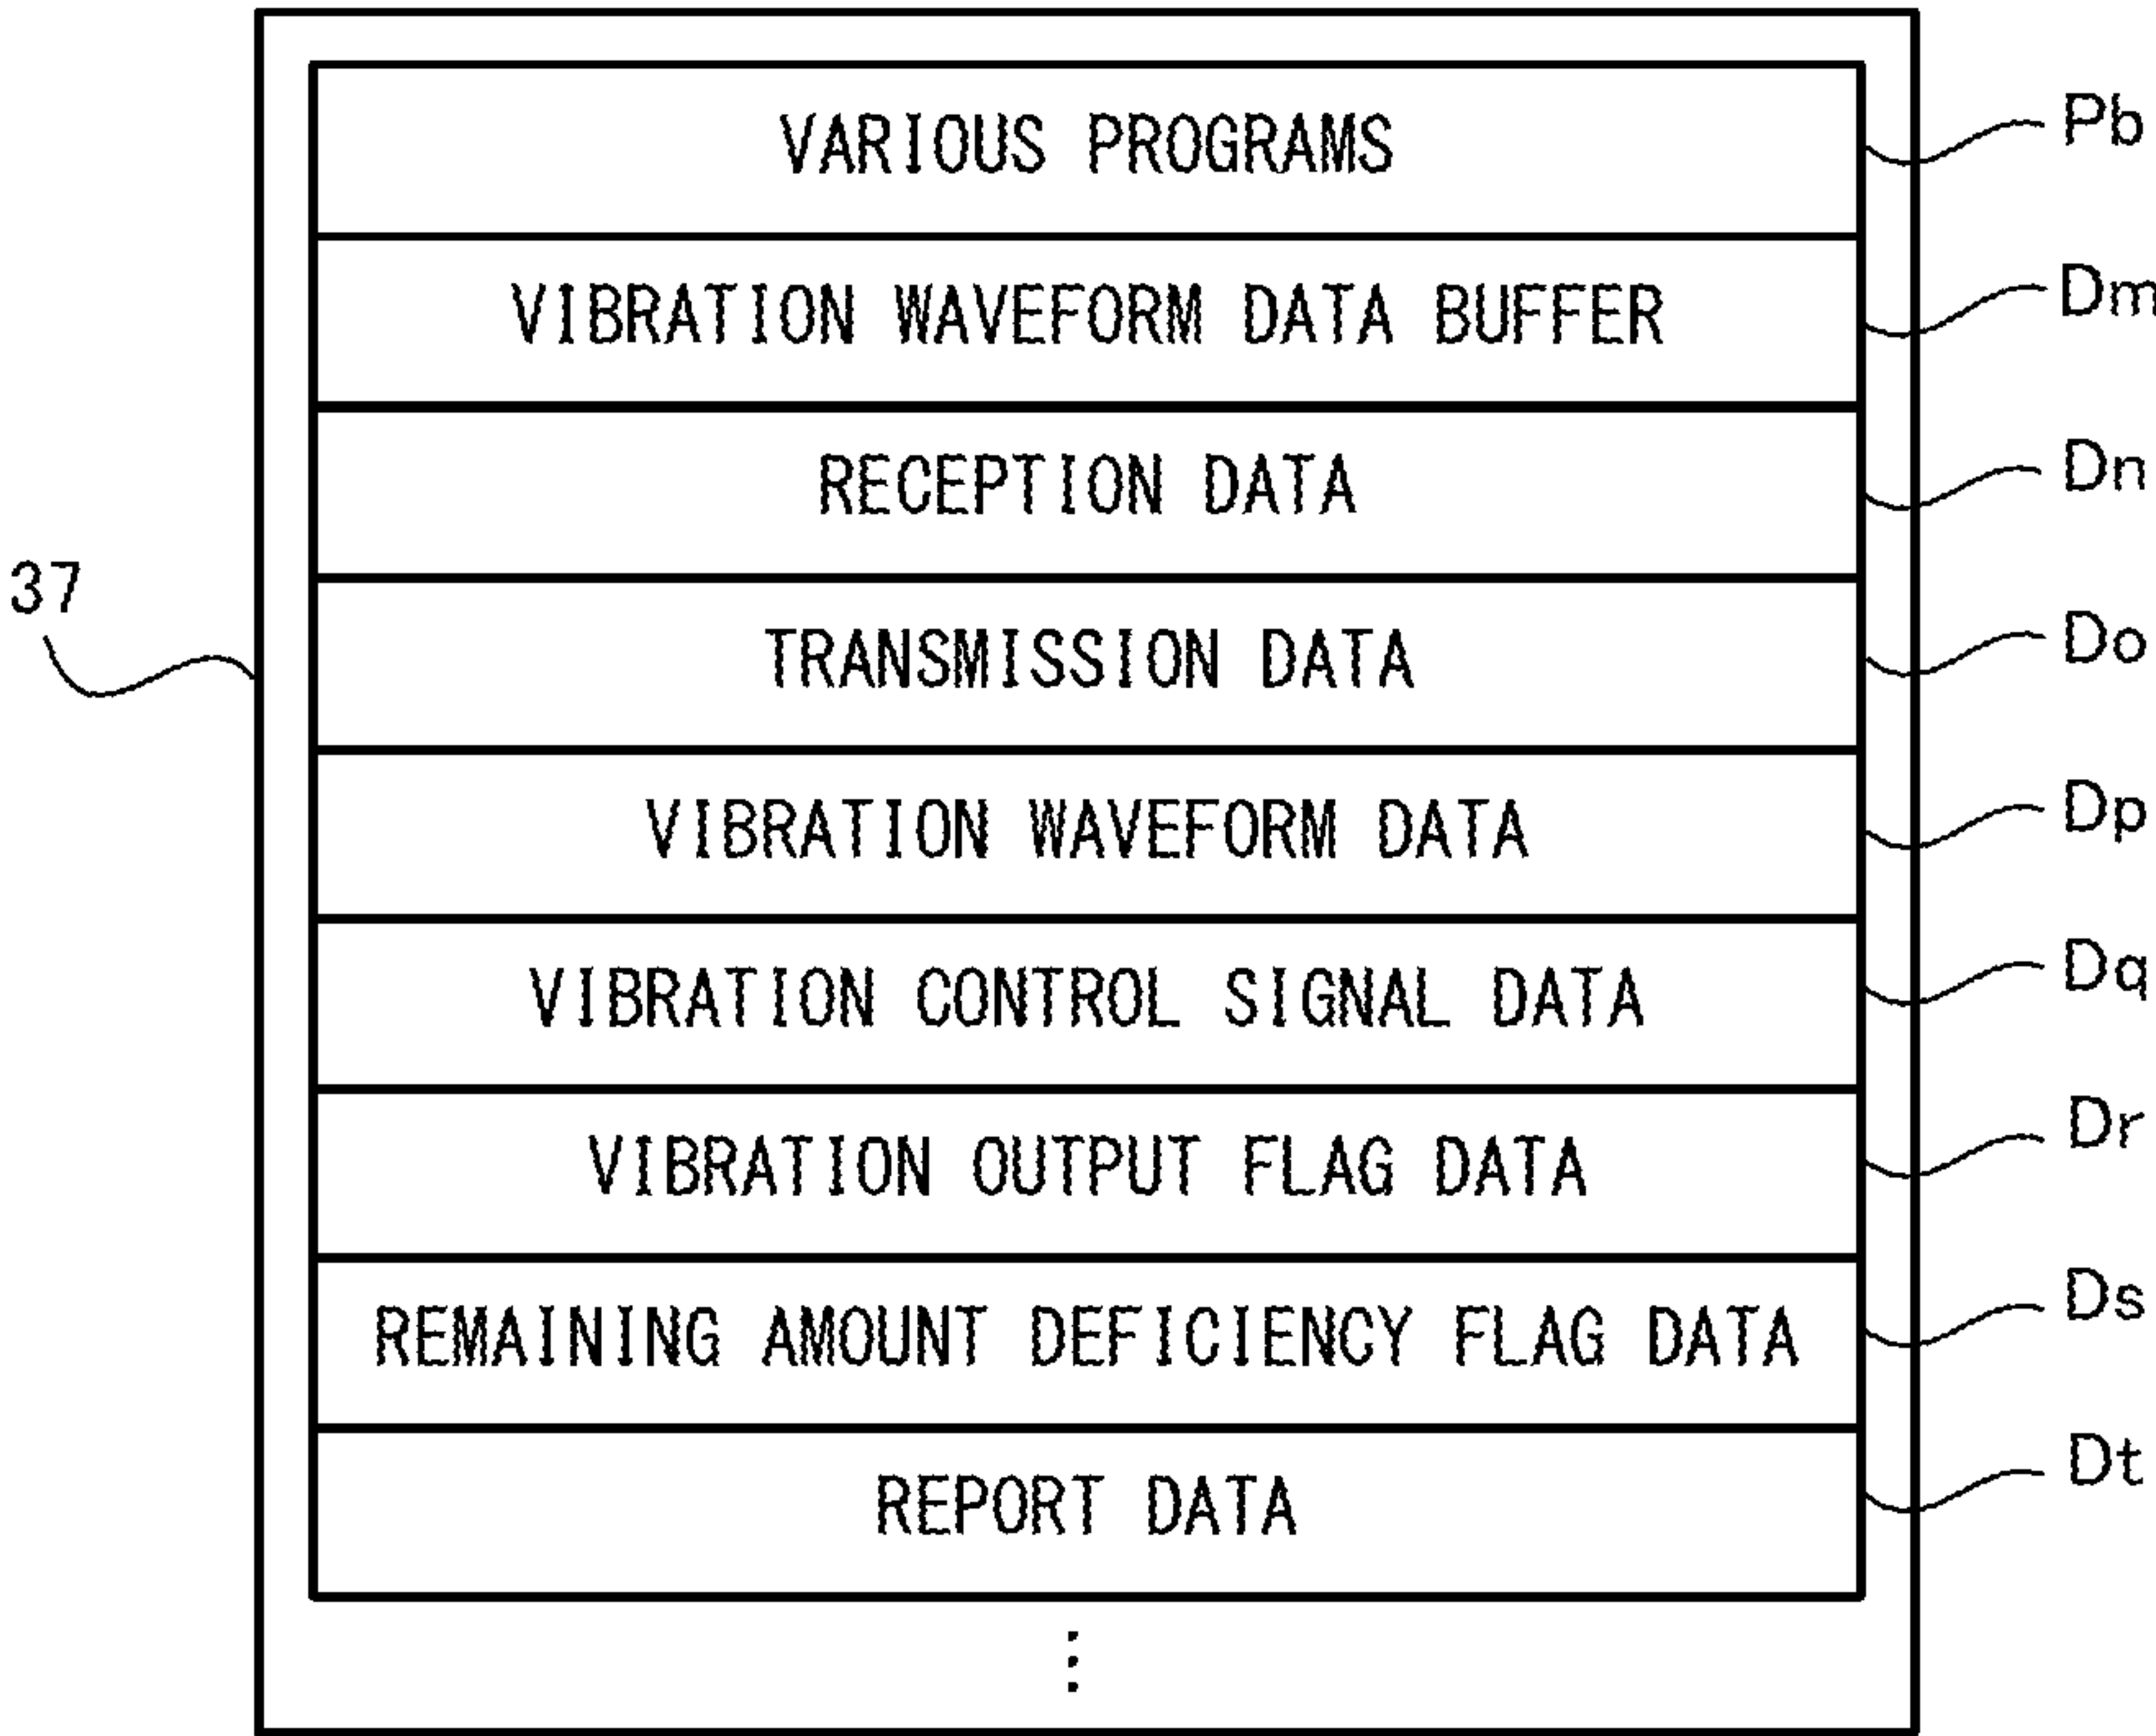 VARIOUS PROGRAMS Pb
VIBRATION WAVEFORM DATA BUFFER Dm
RECEPTION DATA Dn
37
TRANSMISSION DATA Do
VIBRATION WAVEFORM DATA Dp
VIBRATION CONTROL SIGNAL DATA Dq
VIBRATION OUTPUT FLAG DATA Dr
REMAINING AMOUNT DEFICIENCY FLAG DATA Ds
REPORT DATA Dt
⋮